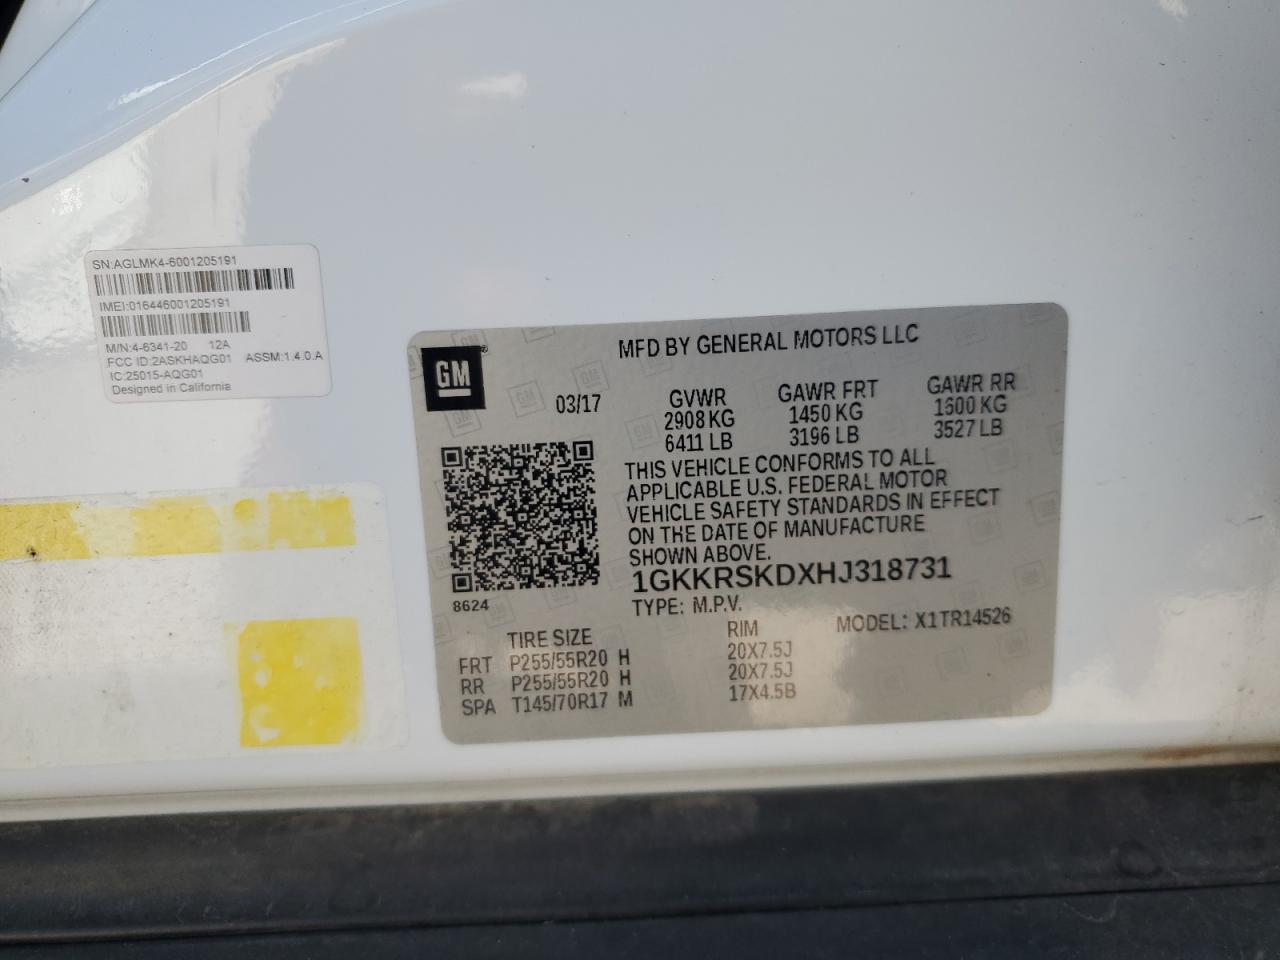 SN:AGLMK4-6001205191
IMEI:016446001205191
M/N:4-6341-20 12A
FCC ID:2ASKHAQG01 ASSM:1.4.0.A
IC:25015-AQG01
Designed in California
GM
MFD BY GENERAL MOTORS LLC
03/17
GVWR GAWR FRT GAWR RR
2908 KG 1450 KG 1600 KG
6411 LB 3196 LB 3527 LB
THIS VEHICLE CONFORMS TO ALL
APPLICABLE U.S. FEDERAL MOTOR
VEHICLE SAFETY STANDARDS IN EFFECT
ON THE DATE OF MANUFACTURE
SHOWN ABOVE.
1GKKRSKDXHJ318731
8624
TYPE: M.P.V. MODEL: X1TR14526
TIRE SIZE RIM
FRT P255/55R20 H 20X7.5J
RR P255/55R20 H 20X7.5J
SPA T145/70R17 M 17X4.5B